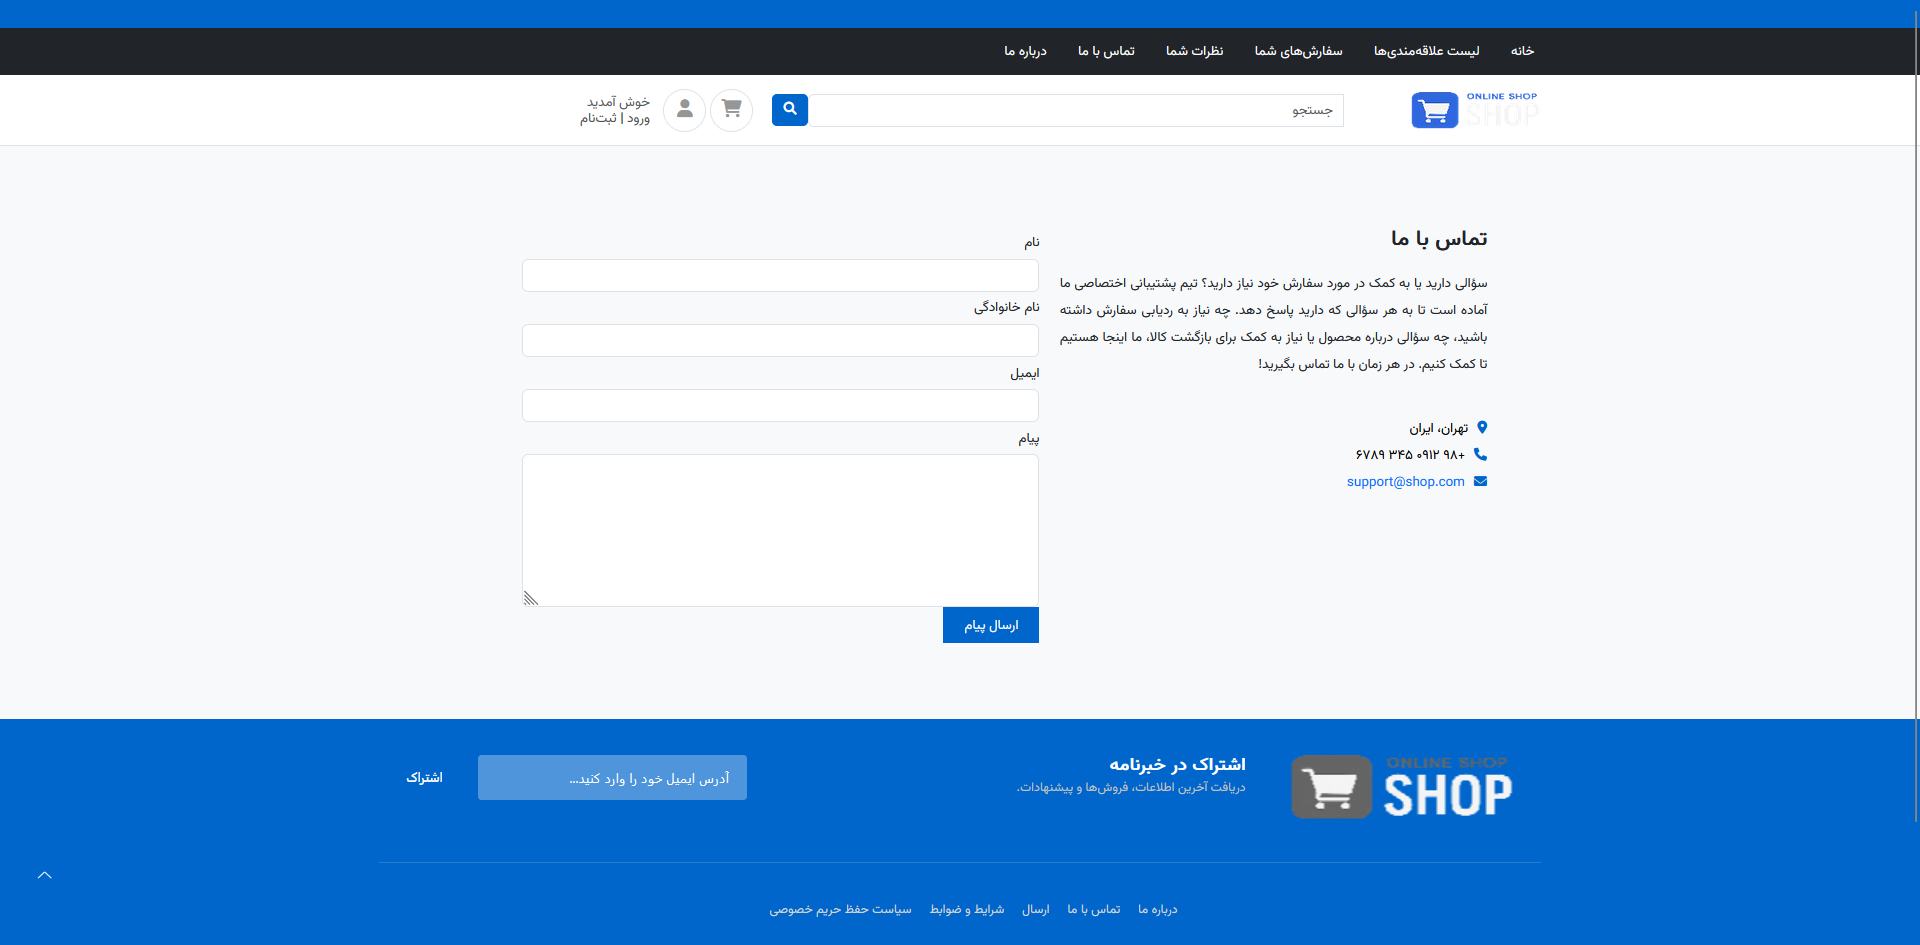 خانه
لیست علاقه‌مندی‌ها
سفارش‌های شما
نظرات شما
تماس با ما
درباره ما
ONLINE SHOP
SHOP
جستجو
خوش آمدید
ورود | ثبت‌نام
تماس با ما
سؤالی دارید یا به کمک در مورد سفارش خود نیاز دارید؟ تیم پشتیبانی اختصاصی ما
آماده است تا به هر سؤالی که دارید پاسخ دهد. چه نیاز به ردیابی سفارش داشته
باشید، چه سؤالی درباره محصول یا نیاز به کمک برای بازگشت کالا، ما اینجا هستیم
تا کمک کنیم. در هر زمان با ما تماس بگیرید!
تهران، ایران
+۹۸ ۰۹۱۲ ۳۴۵ ۶۷۸۹
support@shop.com
نام
نام خانوادگی
ایمیل
پیام
ارسال پیام
ONLINE SHOP
SHOP
اشتراک در خبرنامه
دریافت آخرین اطلاعات، فروش‌ها و پیشنهادات.
آدرس ایمیل خود را وارد کنید...
اشتراک
درباره ما
تماس با ما
ارسال
شرایط و ضوابط
سیاست حفظ حریم خصوصی